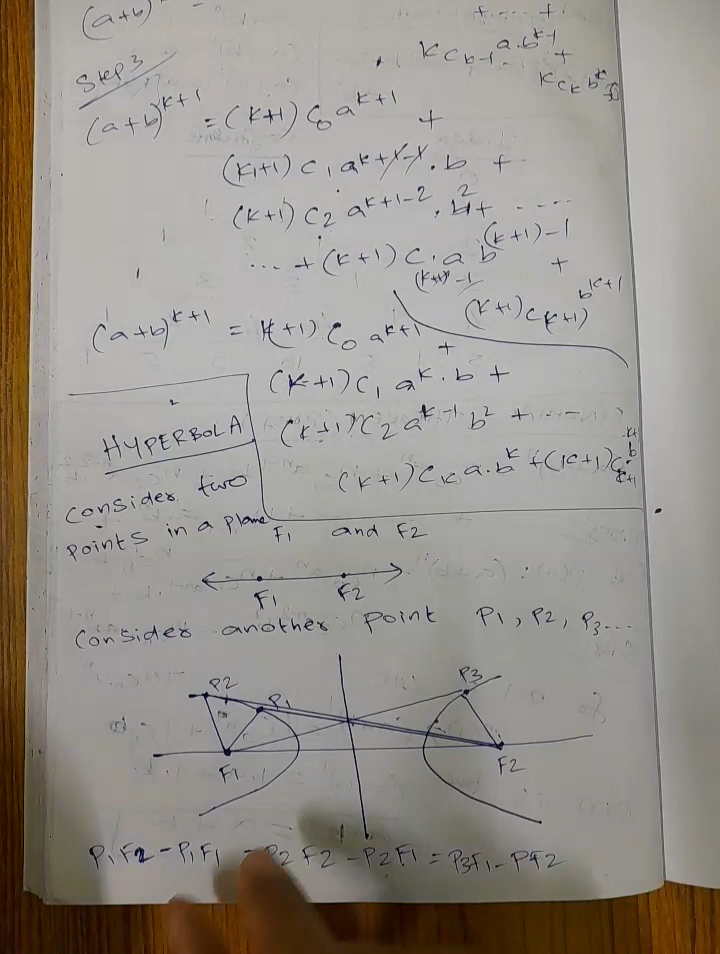 (a+b)
+ ..... +
kC k-1 a.b^k-1 +
kCk b^k
Step 3
(a+b)^k+1 = (k+1) C0 a^k+1 +
(k+1) C1 a^k+1-1 . b +
(k+1) C2 a^k+1-2 . b^2 + .....
... + (k+1) C(k+1)-1 . a b^(k+1)-1 +
(k+1) C(k+1) b^k+1
(a+b)^k+1 = (k+1) C0 a^k+1 +
(k+1) C1 a^k . b +
(k+1) C2 a^k-1 b^2 + ....
(k+1) Ck a.b^k + (k+1) Ck+1 b^k+1
HYPERBOLA
Consider two
points in a plane F1 and F2
F1 F2
Consider another point P1, P2, P3...
P2 P1 P3
F1 F2
P1F2 - P1F1 = P2F2 - P2F1 = P3F1 - PF2